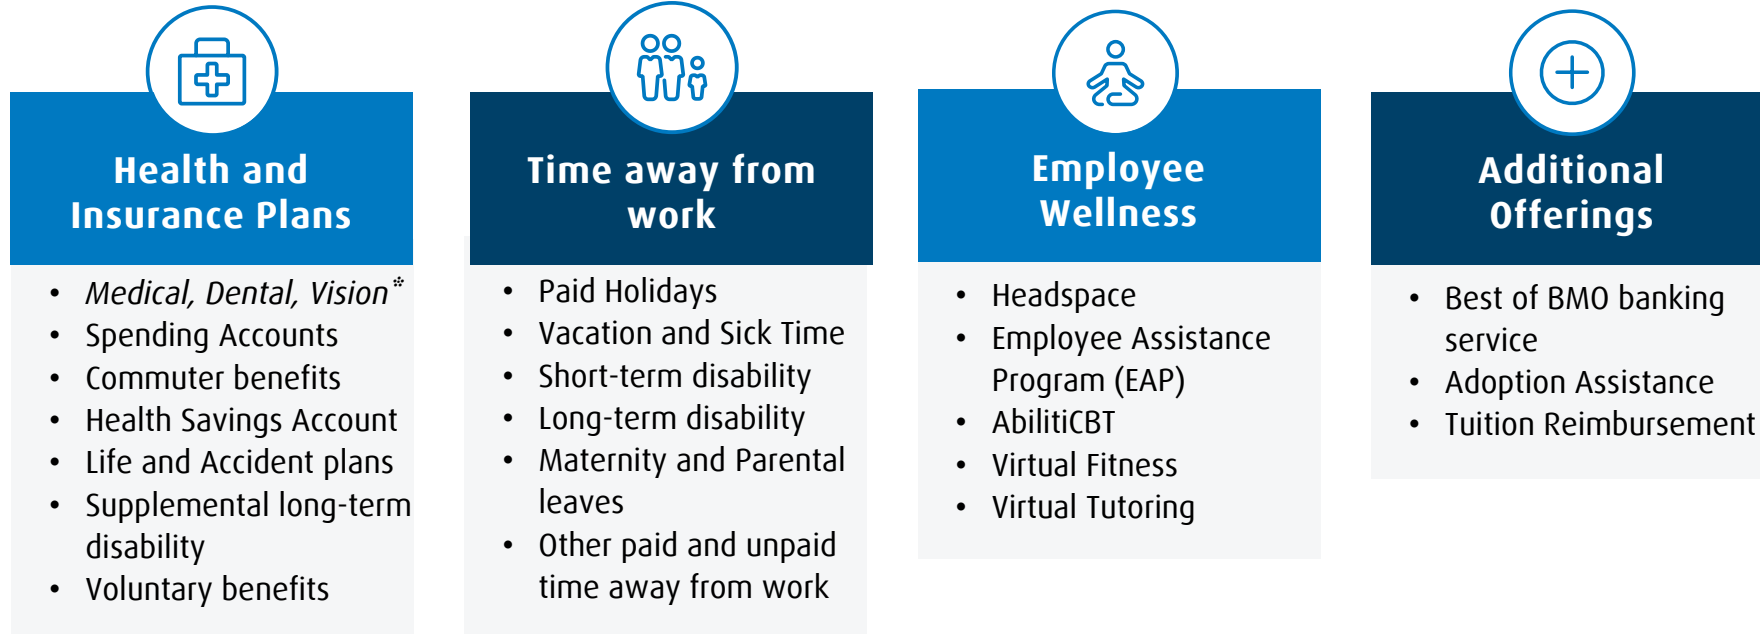 Health and
Insurance Plans
• Medical, Dental, Vision*
• Spending Accounts
• Commuter benefits
• Health Savings Account
• Life and Accident plans
• Supplemental long-term
disability
• Voluntary benefits
Time away from
work
• Paid Holidays
• Vacation and Sick Time
• Short-term disability
• Long-term disability
• Maternity and Parental
leaves
• Other paid and unpaid
time away from work
Employee
Wellness
• Headspace
• Employee Assistance
Program (EAP)
• AbilitiCBT
• Virtual Fitness
• Virtual Tutoring
Additional
Offerings
• Best of BMO banking
service
• Adoption Assistance
• Tuition Reimbursement